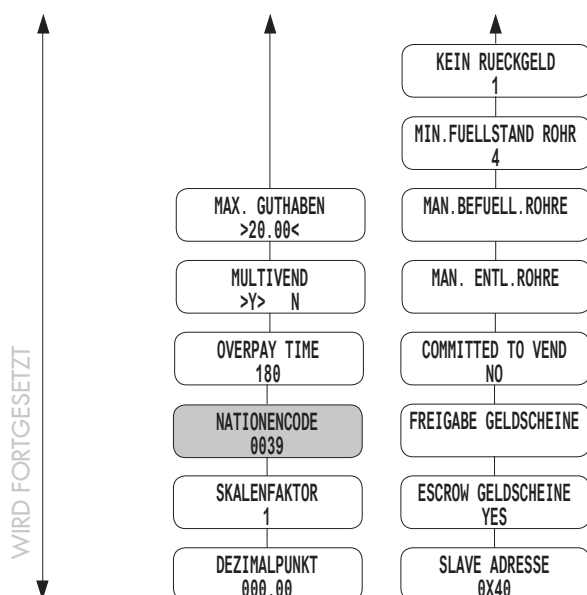 WIRD FORTGESETZT
MAX. GUTHABEN
>20.00<
MULTIVEND
>Y> N
OVERPAY TIME
180
NATIONENCODE
0039
SKALENFAKTOR
1
DEZIMALPUNKT
000.00
KEIN RUECKGELD
1
MIN.FUELLSTAND ROHR
4
MAN.BEFUELL.ROHRE
MAN. ENTL.ROHRE
COMMITTED TO VEND
NO
FREIGABE GELDSCHEINE
ESCROW GELDSCHEINE
YES
SLAVE ADRESSE
0X40